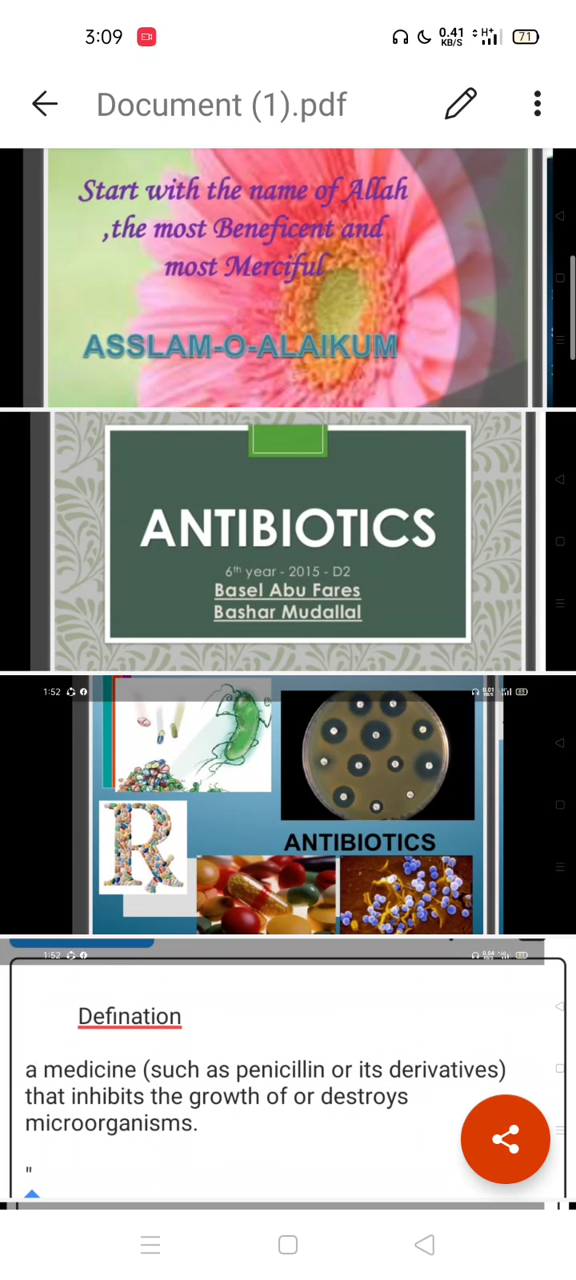 3:09
0.41
KB/S
H+
71
Document (1).pdf
Start with the name of Allah
,the most Beneficent and
most Merciful
ASSLAM-O-ALAIKUM
ANTIBIOTICS
6th year - 2015 - D2
Basel Abu Fares
Bashar Mudallal
1:52
R
ANTIBIOTICS
1:52
Defination
a medicine (such as penicillin or its derivatives)
that inhibits the growth of or destroys
microorganisms.
"